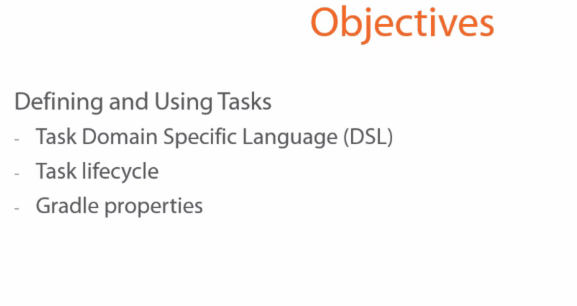 Objectives
Defining and Using Tasks
- Task Domain Specific Language (DSL)
- Task lifecycle
- Gradle properties